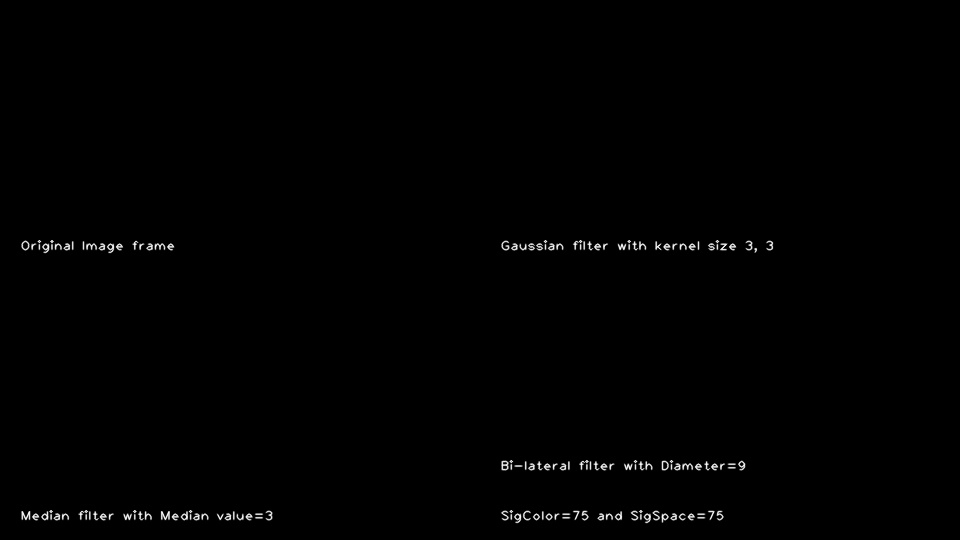 Original Image frame
Gaussian filter with kernel size 3, 3
Median filter with Median value=3
Bi-lateral filter with Diameter=9
SigColor=75 and SigSpace=75